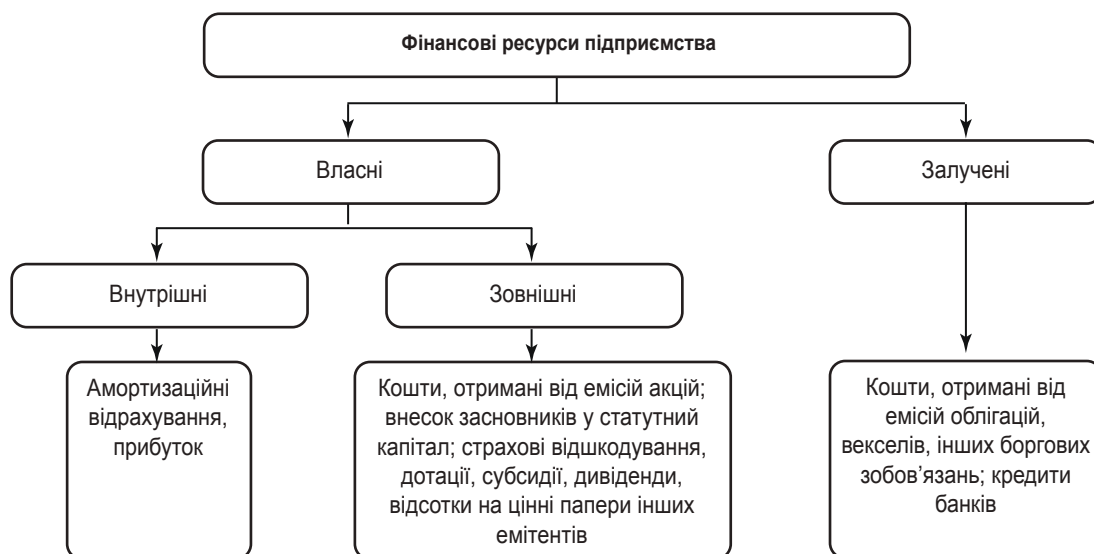 Фінансові ресурси підприємства
Власні
Залучені
Внутрішні
Зовнішні
Амортизаційні
відрахування,
прибуток
Кошти, отримані від емісій акцій;
внесок засновників у статутний
капітал; страхові відшкодування,
дотації, субсидії, дивіденди,
відсотки на цінні папери інших
емітентів
Кошти, отримані від
емісій облігацій,
векселів, інших боргових
зобов’язань; кредити
банків